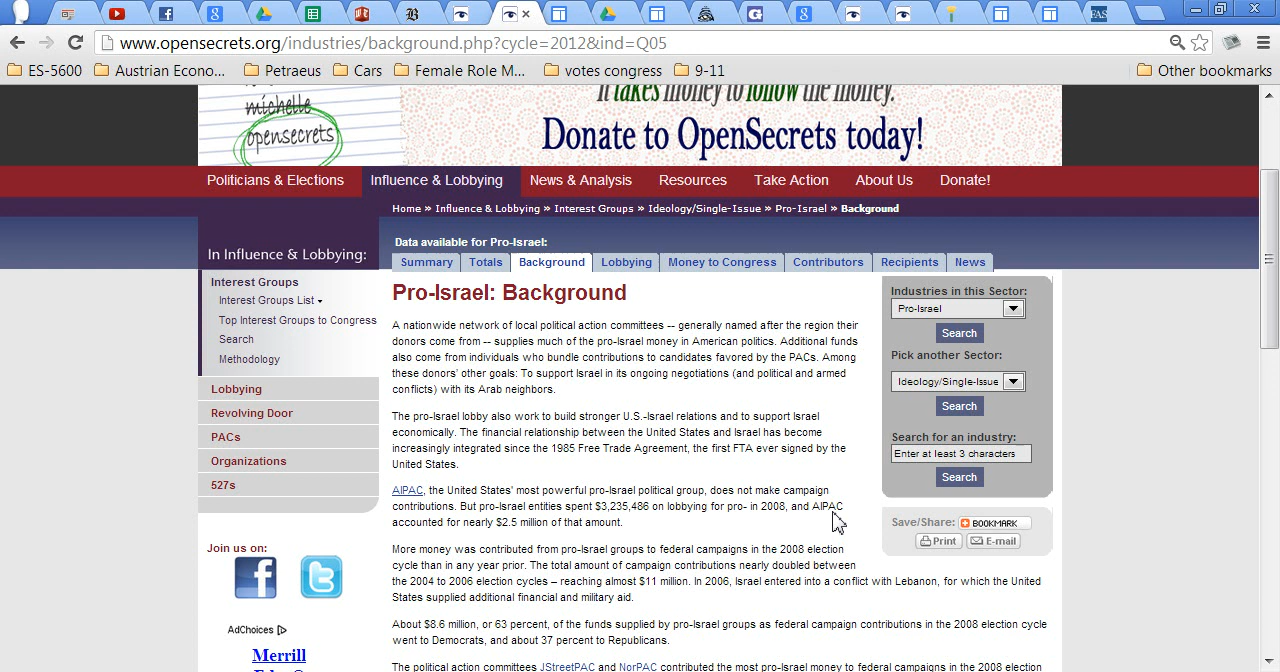 www.opensecrets.org/industries/background.php?cycle=2012&ind=Q05
ES-5600
Austrian Econo...
Petraeus
Cars
Female Role M...
votes congress
9-11
Other bookmarks
michelle
opensecrets
It takes money to follow the money.
Donate to OpenSecrets today!
Politicians & Elections
Influence & Lobbying
News & Analysis
Resources
Take Action
About Us
Donate!
Home » Influence & Lobbying » Interest Groups » Ideology/Single-Issue » Pro-Israel » Background
In Influence & Lobbying:
Data available for Pro-Israel:
Summary
Totals
Background
Lobbying
Money to Congress
Contributors
Recipients
News
Interest Groups
Interest Groups List
Top Interest Groups to Congress
Search
Methodology
Lobbying
Revolving Door
PACs
Organizations
527s
Join us on:
AdChoices
Merrill
Pro-Israel: Background
A nationwide network of local political action committees -- generally named after the region their
donors come from -- supplies much of the pro-Israel money in American politics. Additional funds
also come from individuals who bundle contributions to candidates favored by the PACs. Among
these donors' other goals: To support Israel in its ongoing negotiations (and political and armed
conflicts) with its Arab neighbors.
The pro-Israel lobby also work to build stronger U.S.-Israel relations and to support Israel
economically. The financial relationship between the United States and Israel has become
increasingly integrated since the 1985 Free Trade Agreement, the first FTA ever signed by the
United States.
AIPAC, the United States' most powerful pro-Israel political group, does not make campaign
contributions. But pro-Israel entities spent $3,235,486 on lobbying for pro- in 2008, and AIPAC
accounted for nearly $2.5 million of that amount.
More money was contributed from pro-Israel groups to federal campaigns in the 2008 election
cycle than in any year prior. The total amount of campaign contributions nearly doubled between
the 2004 to 2006 election cycles – reaching almost $11 million. In 2006, Israel entered into a conflict with Lebanon, for which the United
States supplied additional financial and military aid.
About $8.6 million, or 63 percent, of the funds supplied by pro-Israel groups as federal campaign contributions in the 2008 election cycle
went to Democrats, and about 37 percent to Republicans.
The political action committees JStreetPAC and NorPAC contributed the most pro-Israel money to federal campaigns in the 2008 election
Industries in this Sector:
Pro-Israel
Search
Pick another Sector:
Ideology/Single-Issue
Search
Search for an industry:
Enter at least 3 characters
Search
Save/Share:
BOOKMARK
Print
E-mail